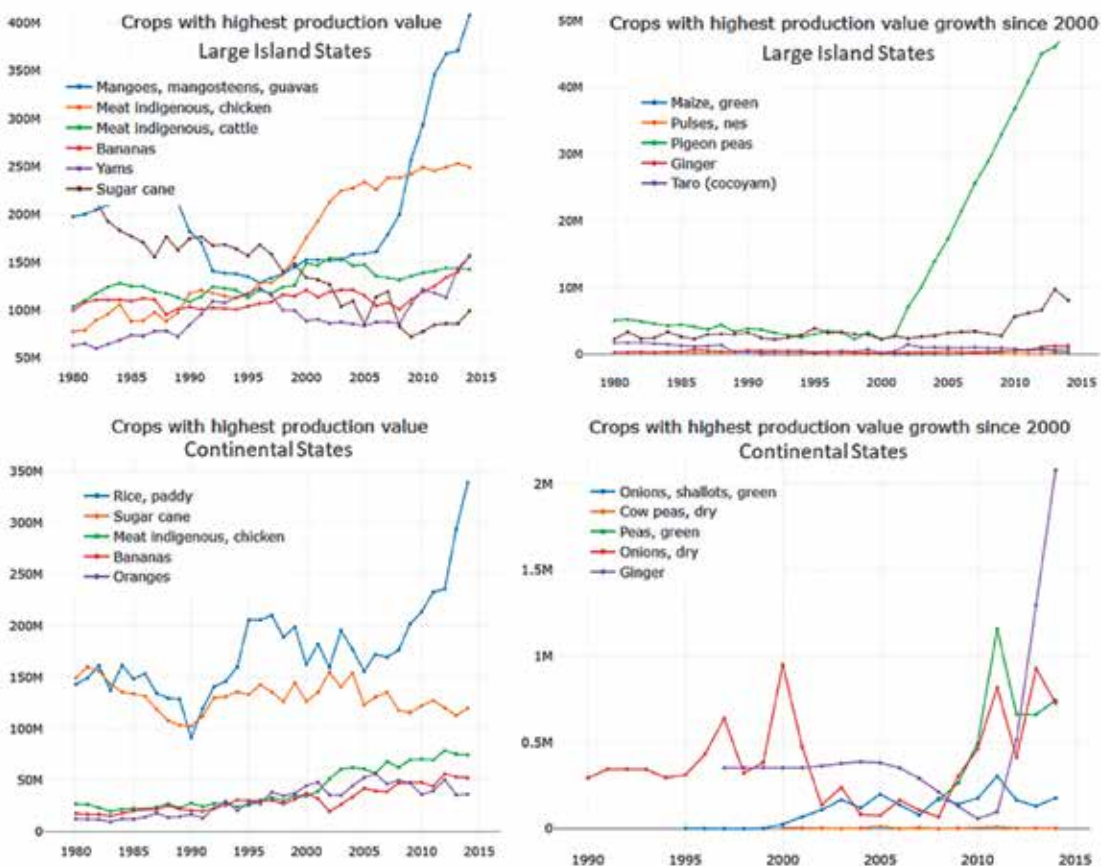 Crops with highest production value
Large Island States
400M
350M
300M
250M
200M
150M
100M
50M
Mangoes, mangosteens, guavas
Meat indigenous, chicken
Meat indigenous, cattle
Bananas
Yams
Sugar cane
1980 1985 1990 1995 2000 2005 2010 2015
Crops with highest production value growth since 2000
Large Island States
50M
40M
30M
20M
10M
0
Maize, green
Pulses, nes
Pigeon peas
Ginger
Taro (cocoyam)
1980 1985 1990 1995 2000 2005 2010 2015
Crops with highest production value
Continental States
350M
300M
250M
200M
150M
100M
50M
0
Rice, paddy
Sugar cane
Meat indigenous, chicken
Bananas
Oranges
1980 1985 1990 1995 2000 2005 2010 2015
Crops with highest production value growth since 2000
Continental States
2M
1.5M
1M
0.5M
0
Onions, shallots, green
Cow peas, dry
Peas, green
Onions, dry
Ginger
1990 1995 2000 2005 2010 2015